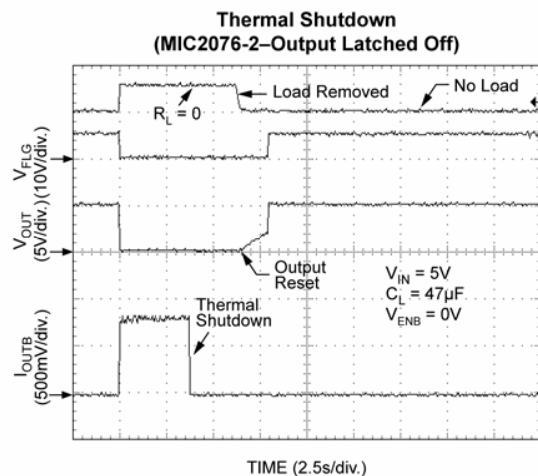 Thermal Shutdown
(MIC2076-2–Output Latched Off)
Load Removed
No Load
R_L = 0
V_FLG
(10V/div.)
V_OUT
(5V/div.)
Output
Reset
V_IN = 5V
C_L = 47µF
V_ENB = 0V
Thermal
Shutdown
I_OUTB
(500mV/div.)
TIME (2.5s/div.)